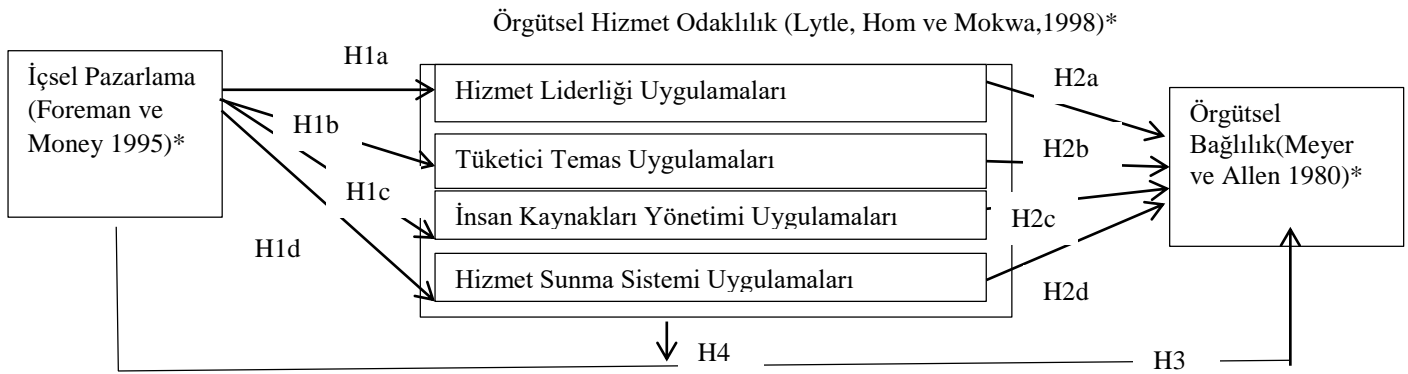 Örgütsel Hizmet Odaklılık (Lytle, Hom ve Mokwa,1998)*
İçsel Pazarlama
(Foreman ve
Money 1995)*
H1a
H1b
H1c
H1d
Hizmet Liderliği Uygulamaları
Tüketici Temas Uygulamaları
İnsan Kaynakları Yönetimi Uygulamaları
Hizmet Sunma Sistemi Uygulamaları
H2a
H2b
H2c
H2d
Örgütsel
Bağlılık(Meyer
ve Allen 1980)*
H4
H3